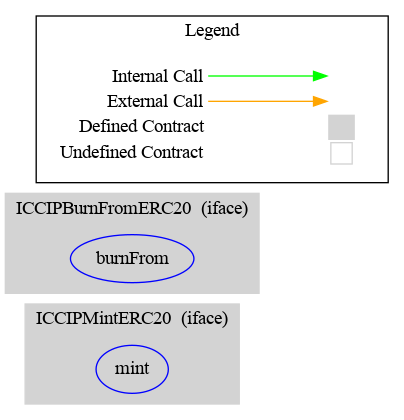 Legend
Internal Call
External Call
Defined Contract
Undefined Contract
ICCIPBurnFromERC20 (iface)
burnFrom
ICCIPMintERC20 (iface)
mint